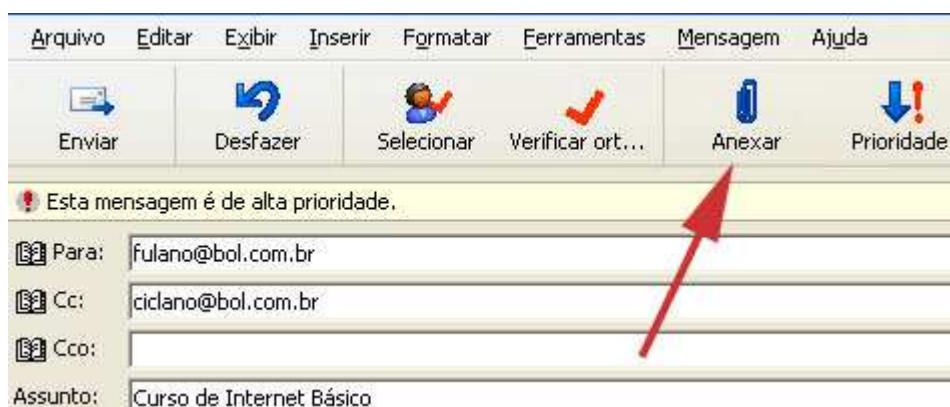 Arquivo Editar Exibir Inserir Formatar Ferramentas Mensagem Ajuda
Enviar Desfazer Selecionar Verificar ort... Anexar Prioridade
Esta mensagem é de alta prioridade.
Para: fulano@bol.com.br
Cc: ciclano@bol.com.br
Cco:
Assunto: Curso de Internet Básico